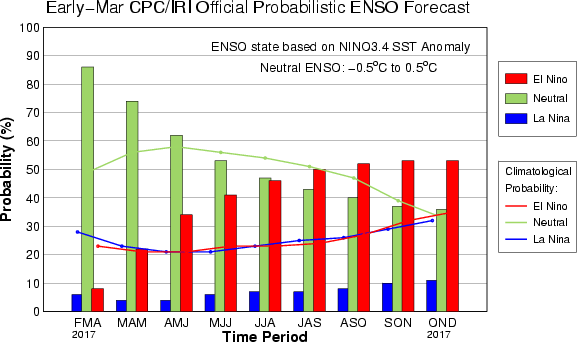 Early-Mar CPC/IRI Official Probabilistic ENSO Forecast
ENSO state based on NINO3.4 SST Anomaly
Neutral ENSO: -0.5°C to 0.5°C
Probability (%)
100
90
80
70
60
50
40
30
20
10
0
FMA MAM AMJ MJJ JJA JAS ASO SON OND
2017 2017
Time Period
El Nino
Neutral
La Nina
Climatological
Probability:
El Nino
Neutral
La Nina